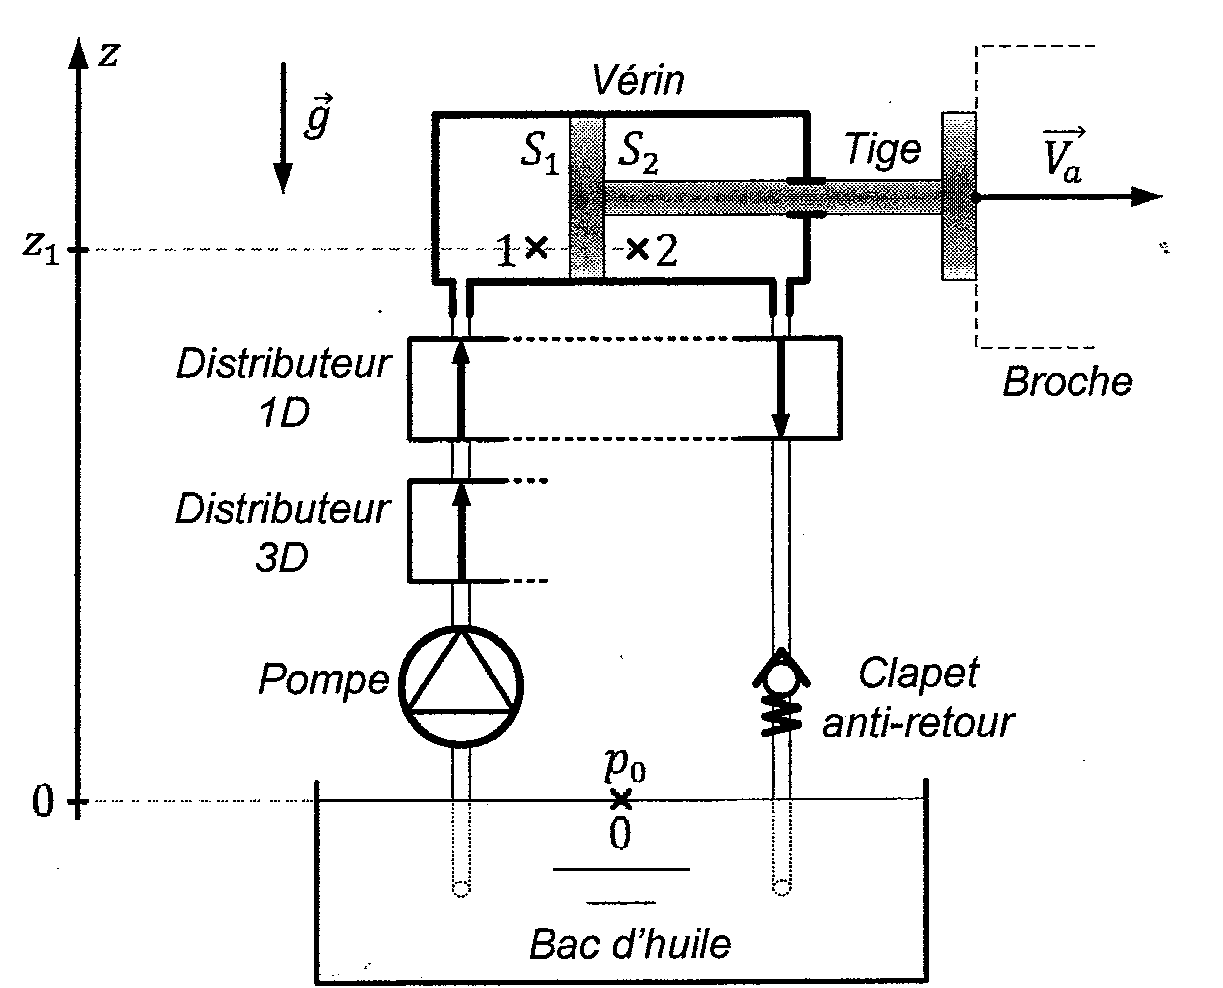 z
g
Vérin
S₁ S₂
Tige
Vₐ
z₁
1 2
Distributeur
1D
Broche
Distributeur
3D
Pompe
Clapet
anti-retour
p₀
0
0
Bac d'huile